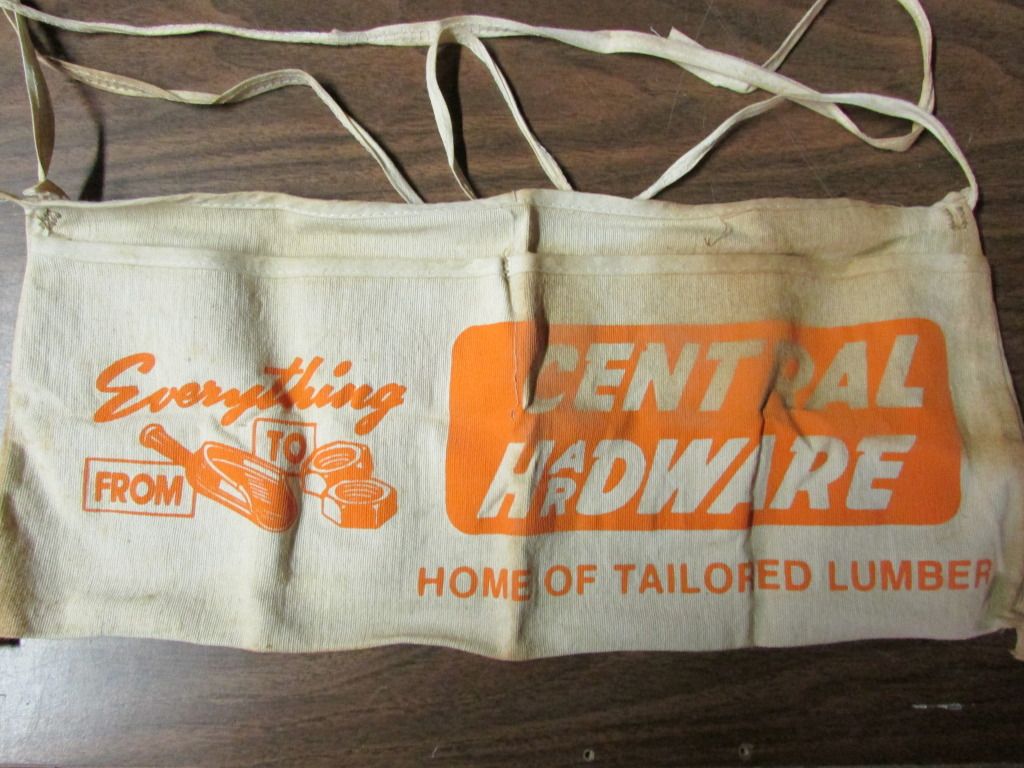 Everything
FROM TO
CENTRAL
HARDWARE
HOME OF TAILORED LUMBER